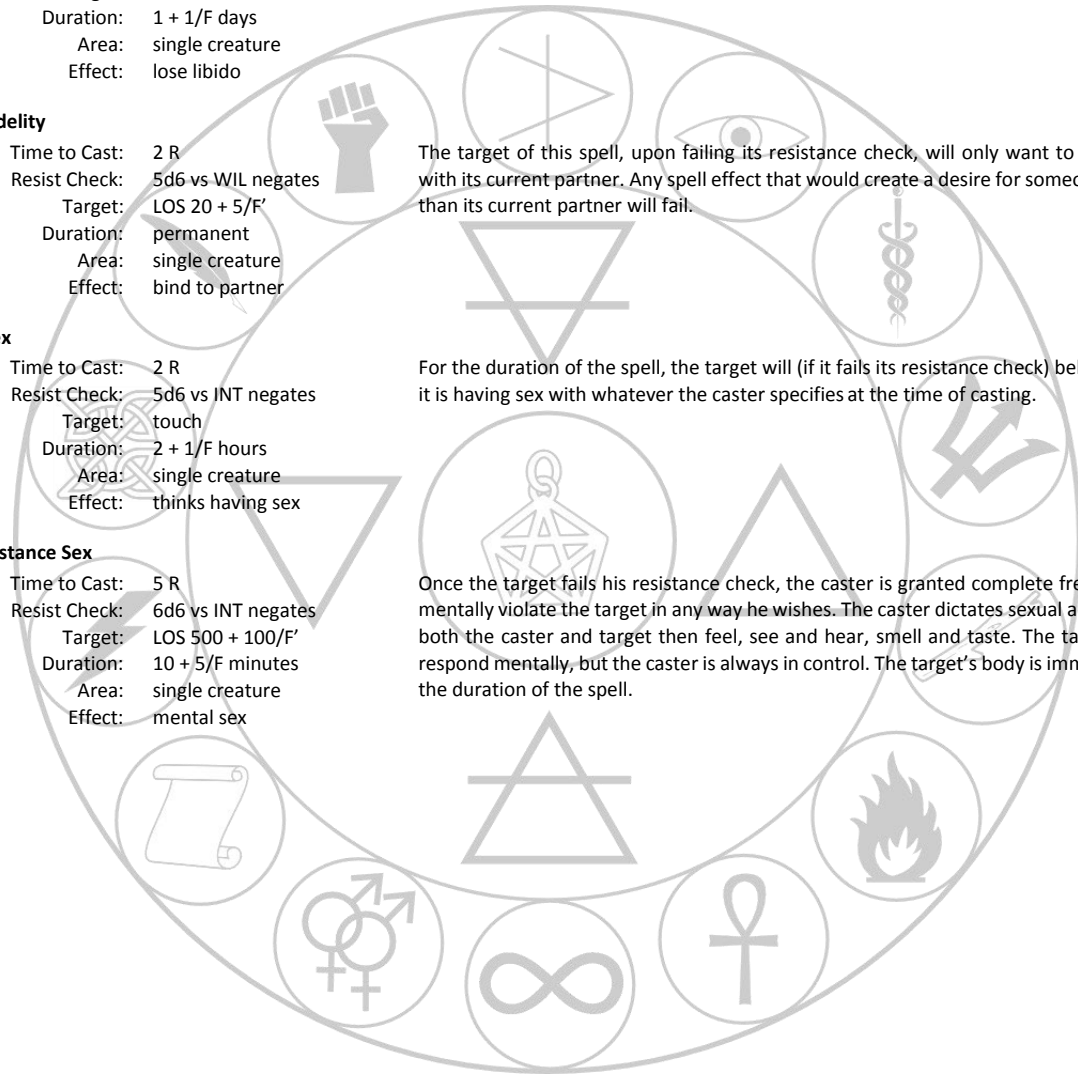 Duration: 1 + 1/F days
Area: single creature
Effect: lose libido
delity
Time to Cast: 2 R
Resist Check: 5d6 vs WIL negates
Target: LOS 20 + 5/F’
Duration: permanent
Area: single creature
Effect: bind to partner
The target of this spell, upon failing its resistance check, will only want to
with its current partner. Any spell effect that would create a desire for someo
than its current partner will fail.
ex
Time to Cast: 2 R
Resist Check: 5d6 vs INT negates
Target: touch
Duration: 2 + 1/F hours
Area: single creature
Effect: thinks having sex
For the duration of the spell, the target will (if it fails its resistance check) bel
it is having sex with whatever the caster specifies at the time of casting.
stance Sex
Time to Cast: 5 R
Resist Check: 6d6 vs INT negates
Target: LOS 500 + 100/F’
Duration: 10 + 5/F minutes
Area: single creature
Effect: mental sex
Once the target fails his resistance check, the caster is granted complete fre
mentally violate the target in any way he wishes. The caster dictates sexual a
both the caster and target then feel, see and hear, smell and taste. The ta
respond mentally, but the caster is always in control. The target’s body is imm
the duration of the spell.